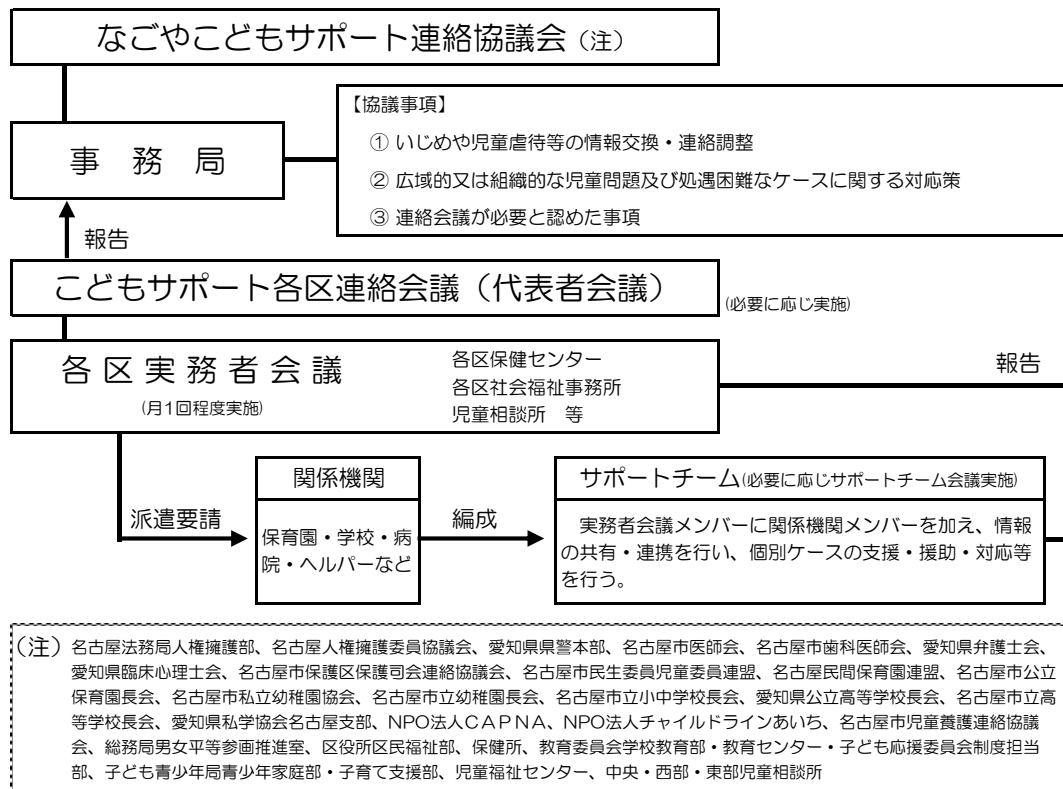 なごやこどもサポート連絡協議会（注）
【協議事項】
① いじめや児童虐待等の情報交換・連絡調整
② 広域的又は組織的な児童問題及び処遇困難なケースに関する対応策
③ 連絡会議が必要と認めた事項
事 務 局
報告
こどもサポート各区連絡会議（代表者会議）
(必要に応じ実施)
各 区 実 務 者 会 議
(月1回程度実施)
各区保健センター
各区社会福祉事務所
児童相談所　等
報告
派遣要請
関係機関
保育園・学校・病
院・ヘルパーなど
編成
サポートチーム(必要に応じサポートチーム会議実施)
実務者会議メンバーに関係機関メンバーを加え、情報
の共有・連携を行い、個別ケースの支援・援助・対応等
を行う。
（注）名古屋法務局人権擁護部、名古屋人権擁護委員協議会、愛知県県警本部、名古屋市医師会、名古屋市歯科医師会、愛知県弁護士会、
愛知県臨床心理士会、名古屋市保護区保護司会連絡協議会、名古屋市民生委員児童委員連盟、名古屋民間保育園連盟、名古屋市公立
保育園長会、名古屋市私立幼稚園協会、名古屋市立幼稚園長会、名古屋市立小中学校長会、愛知県公立高等学校長会、名古屋市立高
等学校長会、愛知県私学協会名古屋支部、NPO法人ＣＡＰＮＡ、NPO法人チャイルドラインあいち、名古屋市児童養護連絡協議
会、総務局男女平等参画推進室、区役所区民福祉部、保健所、教育委員会学校教育部・教育センター・子ども応援委員会制度担当
部、子ども青少年局青少年家庭部・子育て支援部、児童福祉センター、中央・西部・東部児童相談所